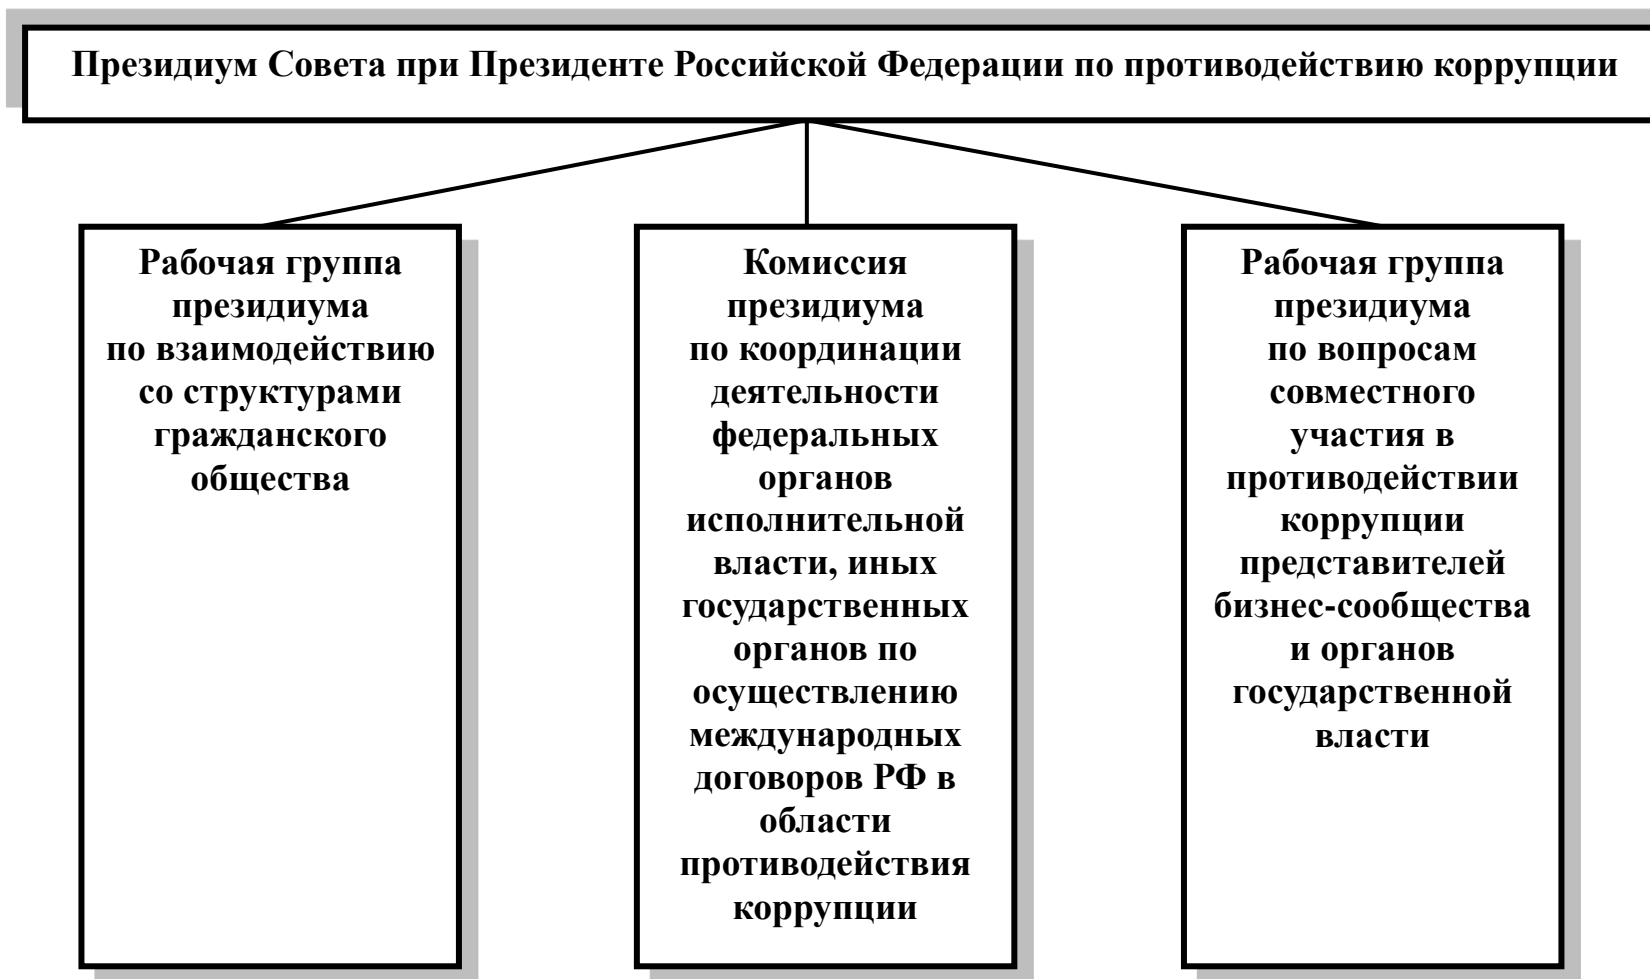 Президиум Совета при Президенте Российской Федерации по противодействию коррупции
Рабочая группа
президиума
по взаимодействию
со структурами
гражданского
общества
Комиссия
президиума
по координации
деятельности
федеральных
органов
исполнительной
власти, иных
государственных
органов по
осуществлению
международных
договоров РФ в
области
противодействия
коррупции
Рабочая группа
президиума
по вопросам
совместного
участия в
противодействии
коррупции
представителей
бизнес-сообщества
и органов
государственной
власти